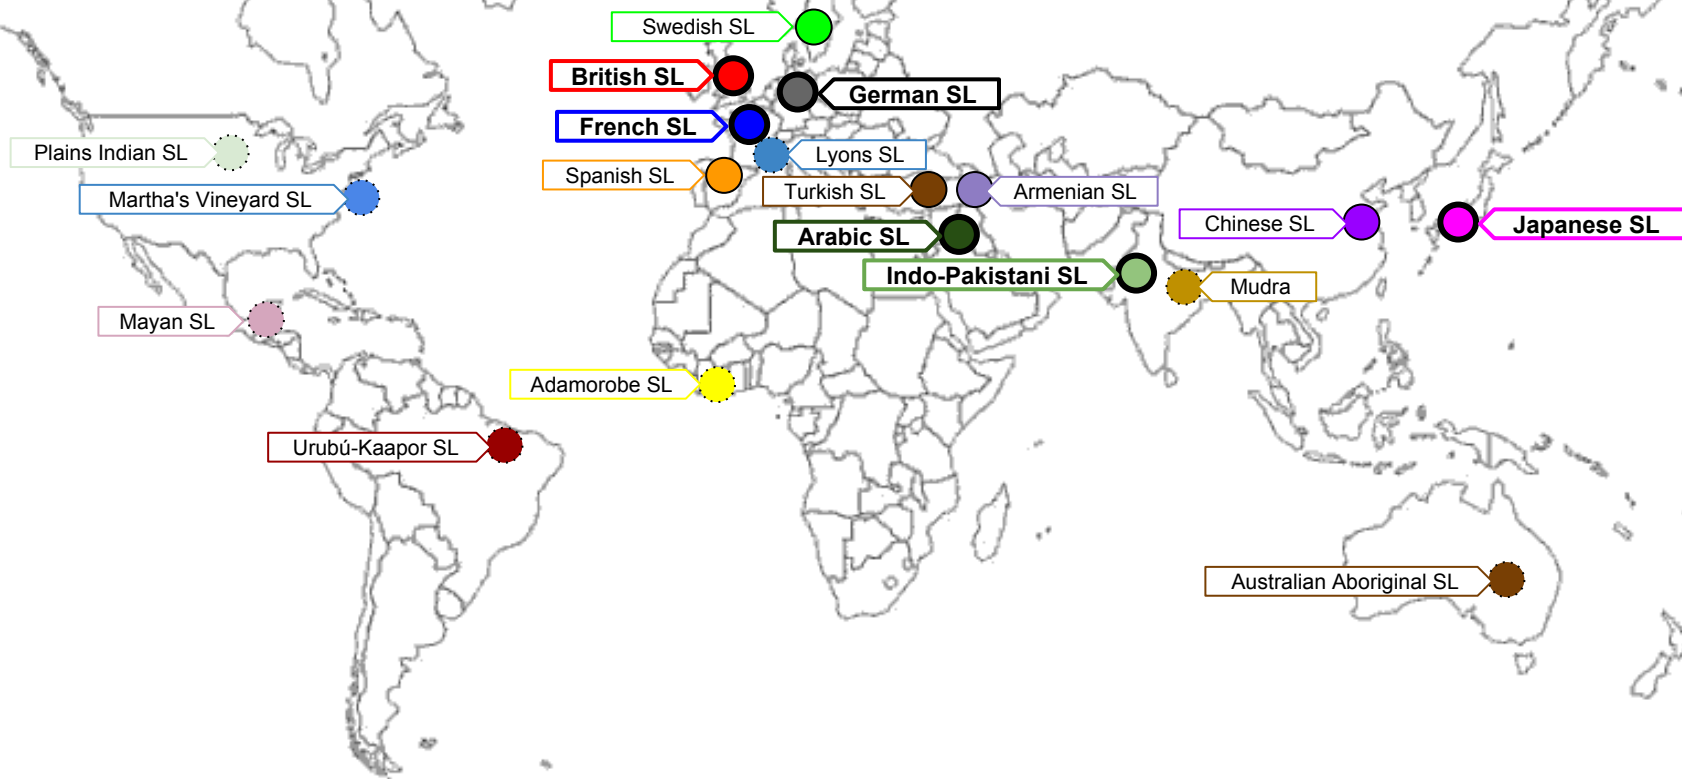 Swedish SL
British SL
German SL
French SL
Plains Indian SL
Lyons SL
Spanish SL
Turkish SL
Armenian SL
Martha's Vineyard SL
Chinese SL
Japanese SL
Arabic SL
Indo-Pakistani SL
Mudra
Mayan SL
Adamorobe SL
Urubú-Kaapor SL
Australian Aboriginal SL